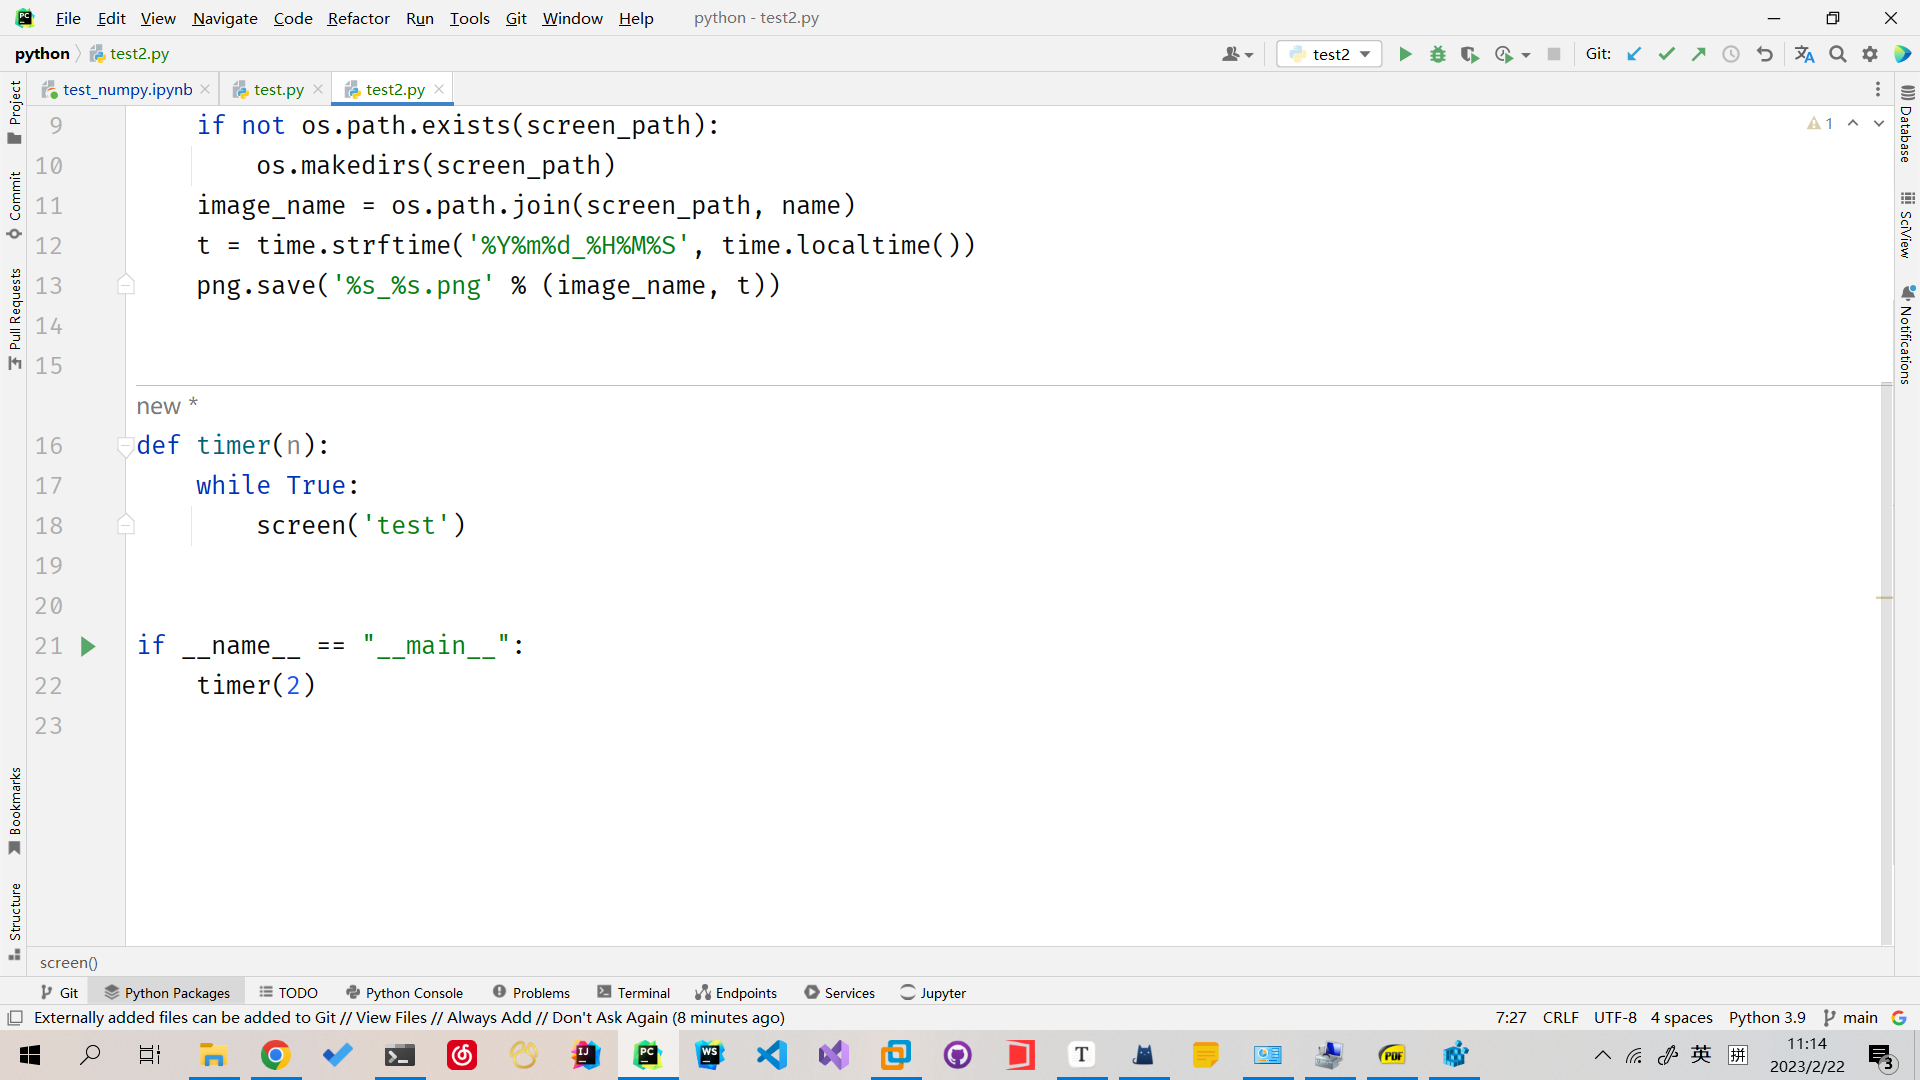 File Edit View Navigate Code Refactor Run Tools Git Window Help python - test2.py
python test2.py test2 Git:
test_numpy.ipynb test.py test2.py
Project
Commit
Pull Requests
Bookmarks
Structure
9 if not os.path.exists(screen_path):
10 os.makedirs(screen_path)
11 image_name = os.path.join(screen_path, name)
12 t = time.strftime('%Y%m%d_%H%M%S', time.localtime())
13 png.save('%s_%s.png' % (image_name, t))
14
15
new *
16 def timer(n):
17 while True:
18 screen('test')
19
20
21 if __name__ == "__main__":
22 timer(2)
23
1
Database
SciView
Notifications
screen()
Git Python Packages TODO Python Console Problems Terminal Endpoints Services Jupyter
Externally added files can be added to Git // View Files // Always Add // Don't Ask Again (8 minutes ago) 7:27 CRLF UTF-8 4 spaces Python 3.9 main
IJ PC WS T PDF 英 拼 11:14
2023/2/22 3